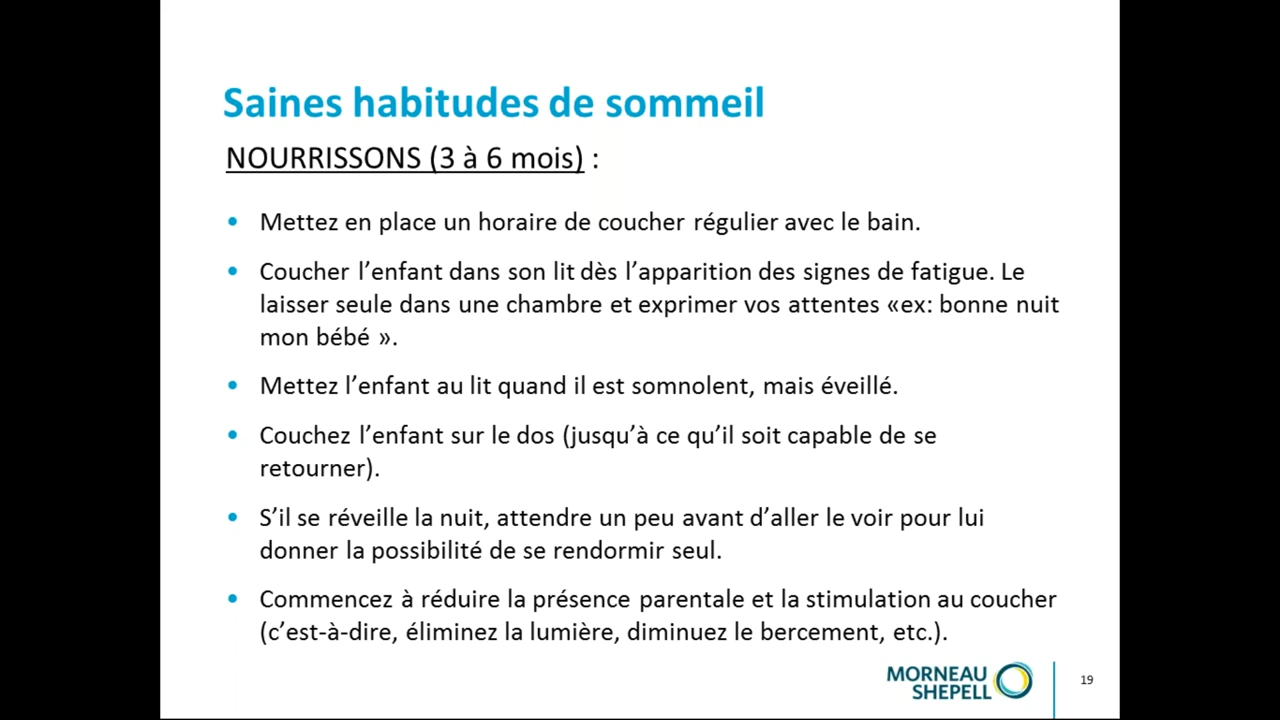 Saines habitudes de sommeil
NOURRISSONS (3 à 6 mois) :
• Mettez en place un horaire de coucher régulier avec le bain.
• Coucher l’enfant dans son lit dès l’apparition des signes de fatigue. Le
laisser seule dans une chambre et exprimer vos attentes «ex: bonne nuit
mon bébé ».
• Mettez l’enfant au lit quand il est somnolent, mais éveillé.
• Couchez l’enfant sur le dos (jusqu’à ce qu’il soit capable de se
retourner).
• S’il se réveille la nuit, attendre un peu avant d’aller le voir pour lui
donner la possibilité de se rendormir seul.
• Commencez à réduire la présence parentale et la stimulation au coucher
(c’est-à-dire, éliminez la lumière, diminuez le bercement, etc.).
MORNEAU
SHEPELL
19